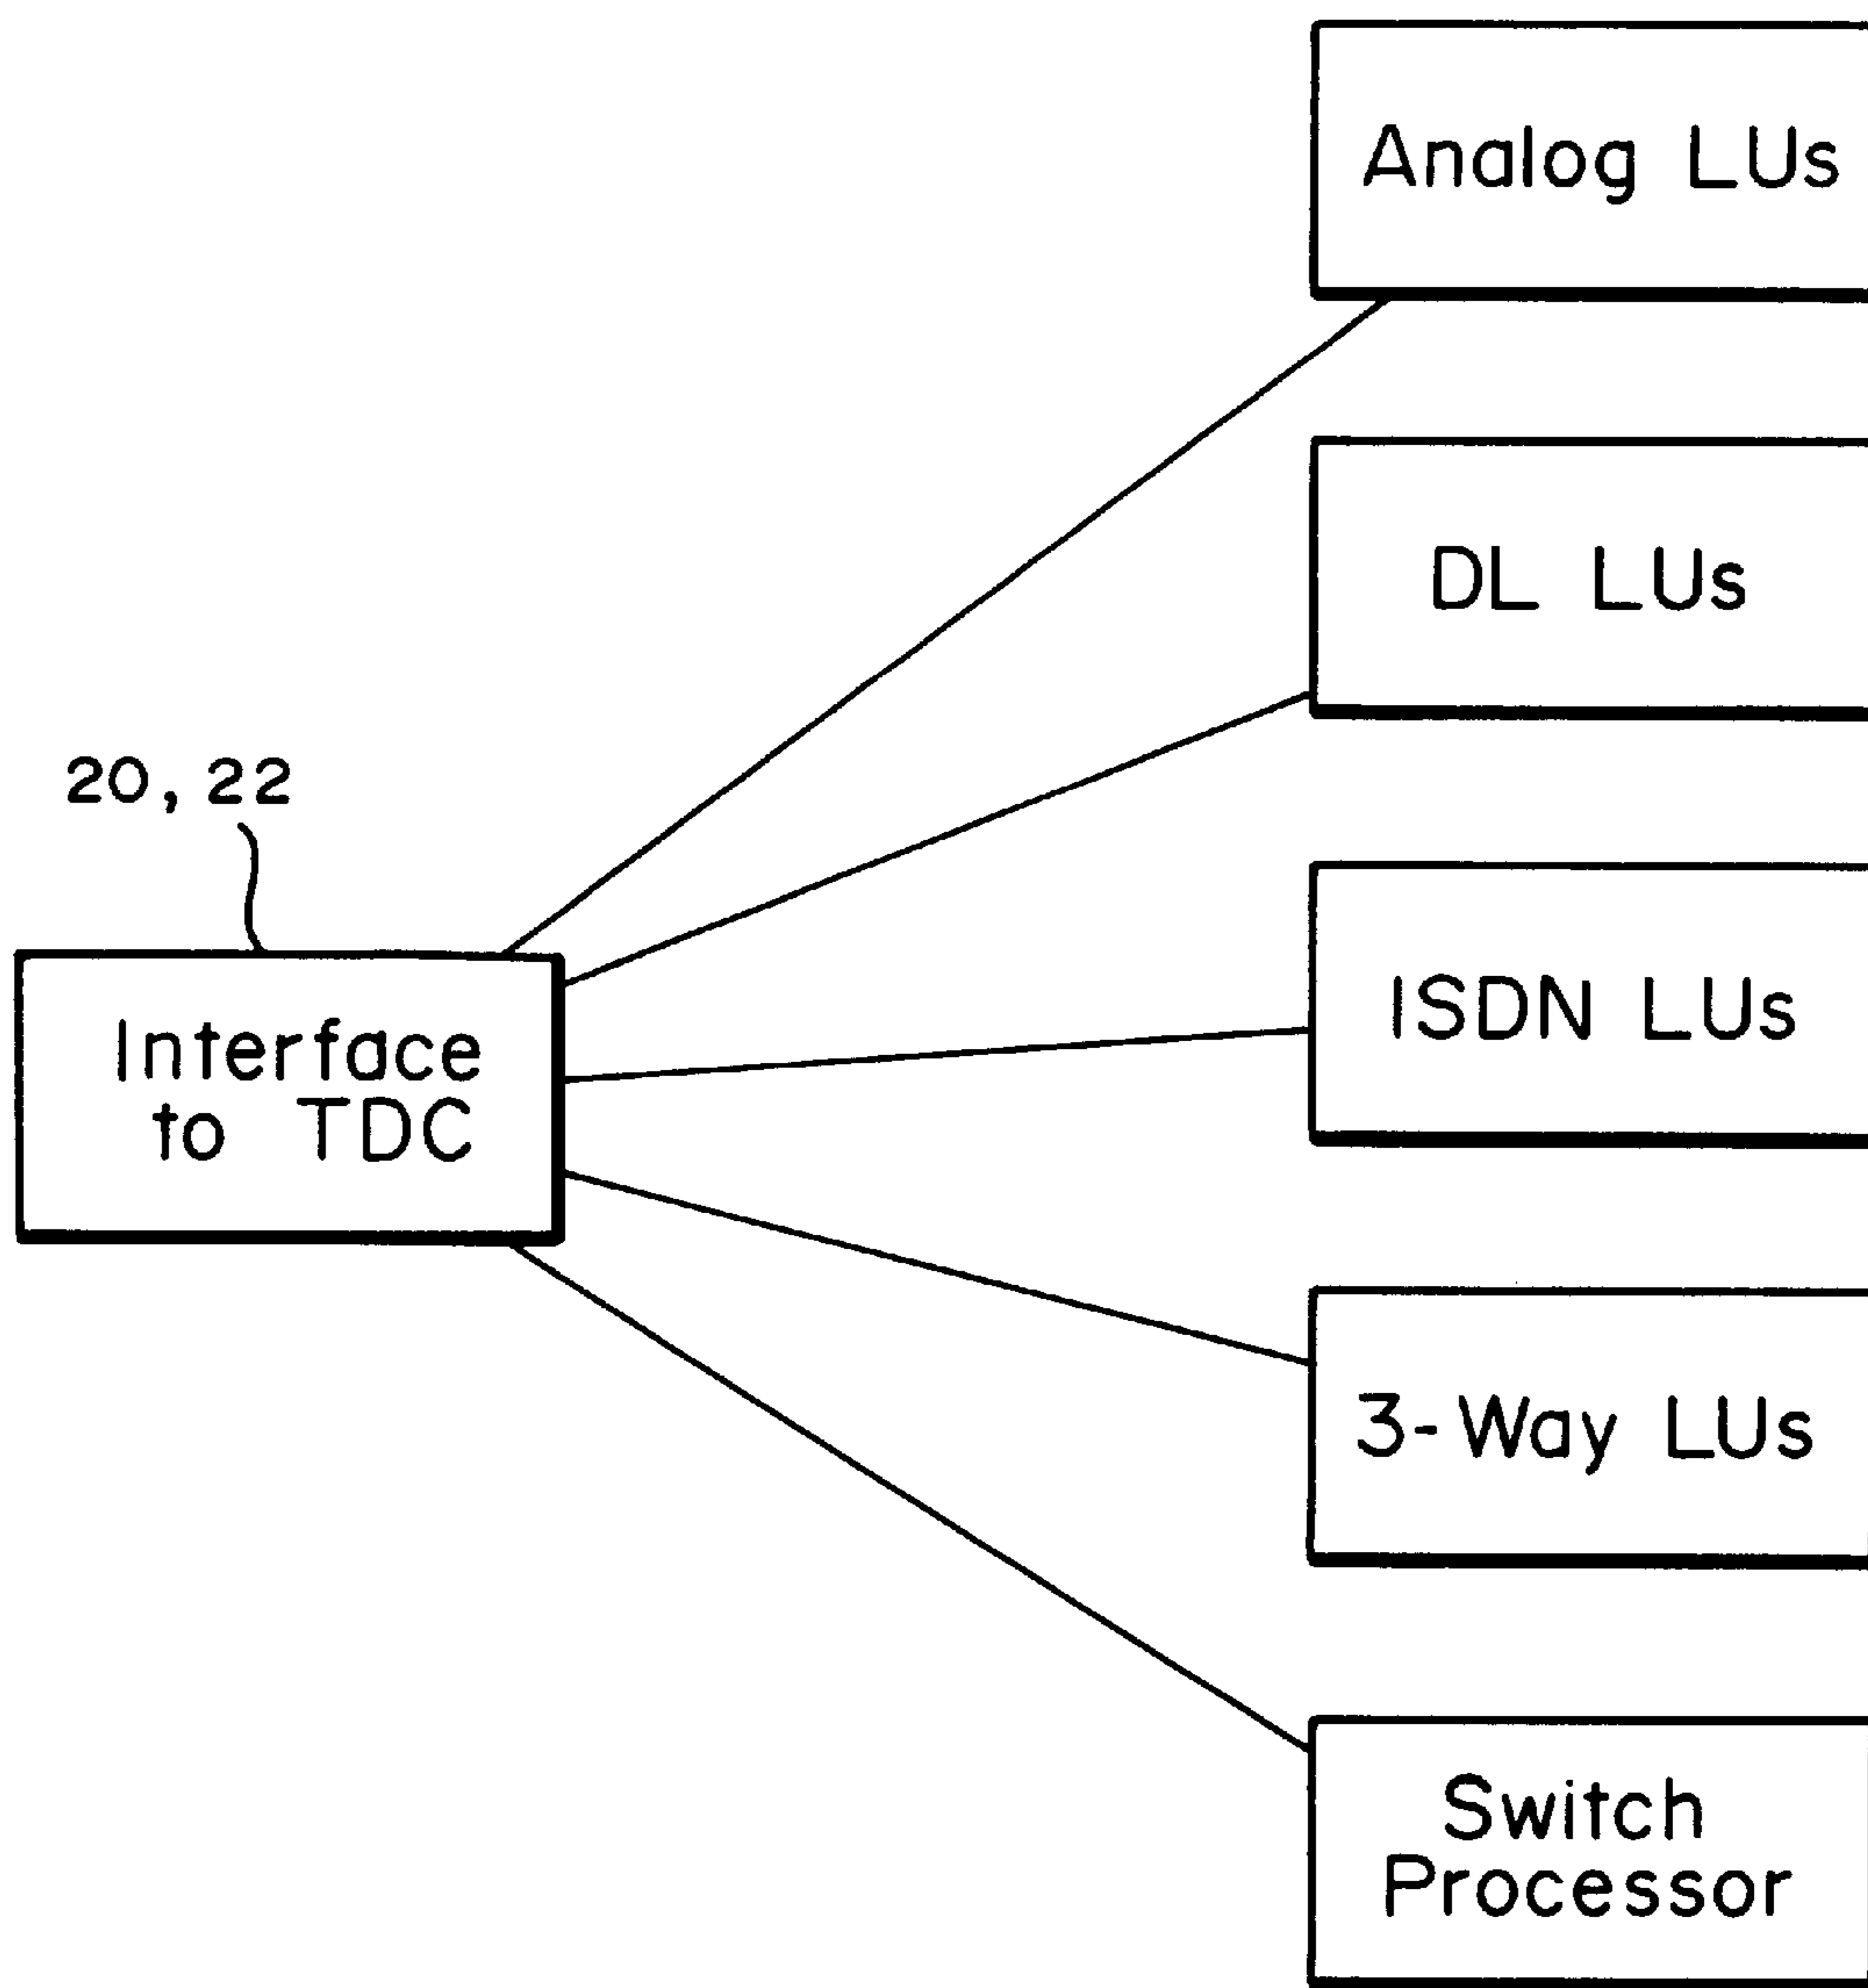 Analog LUs
DL LUs
20, 22
ISDN LUs
Interface
to TDC
3-Way LUs
Switch
Processor